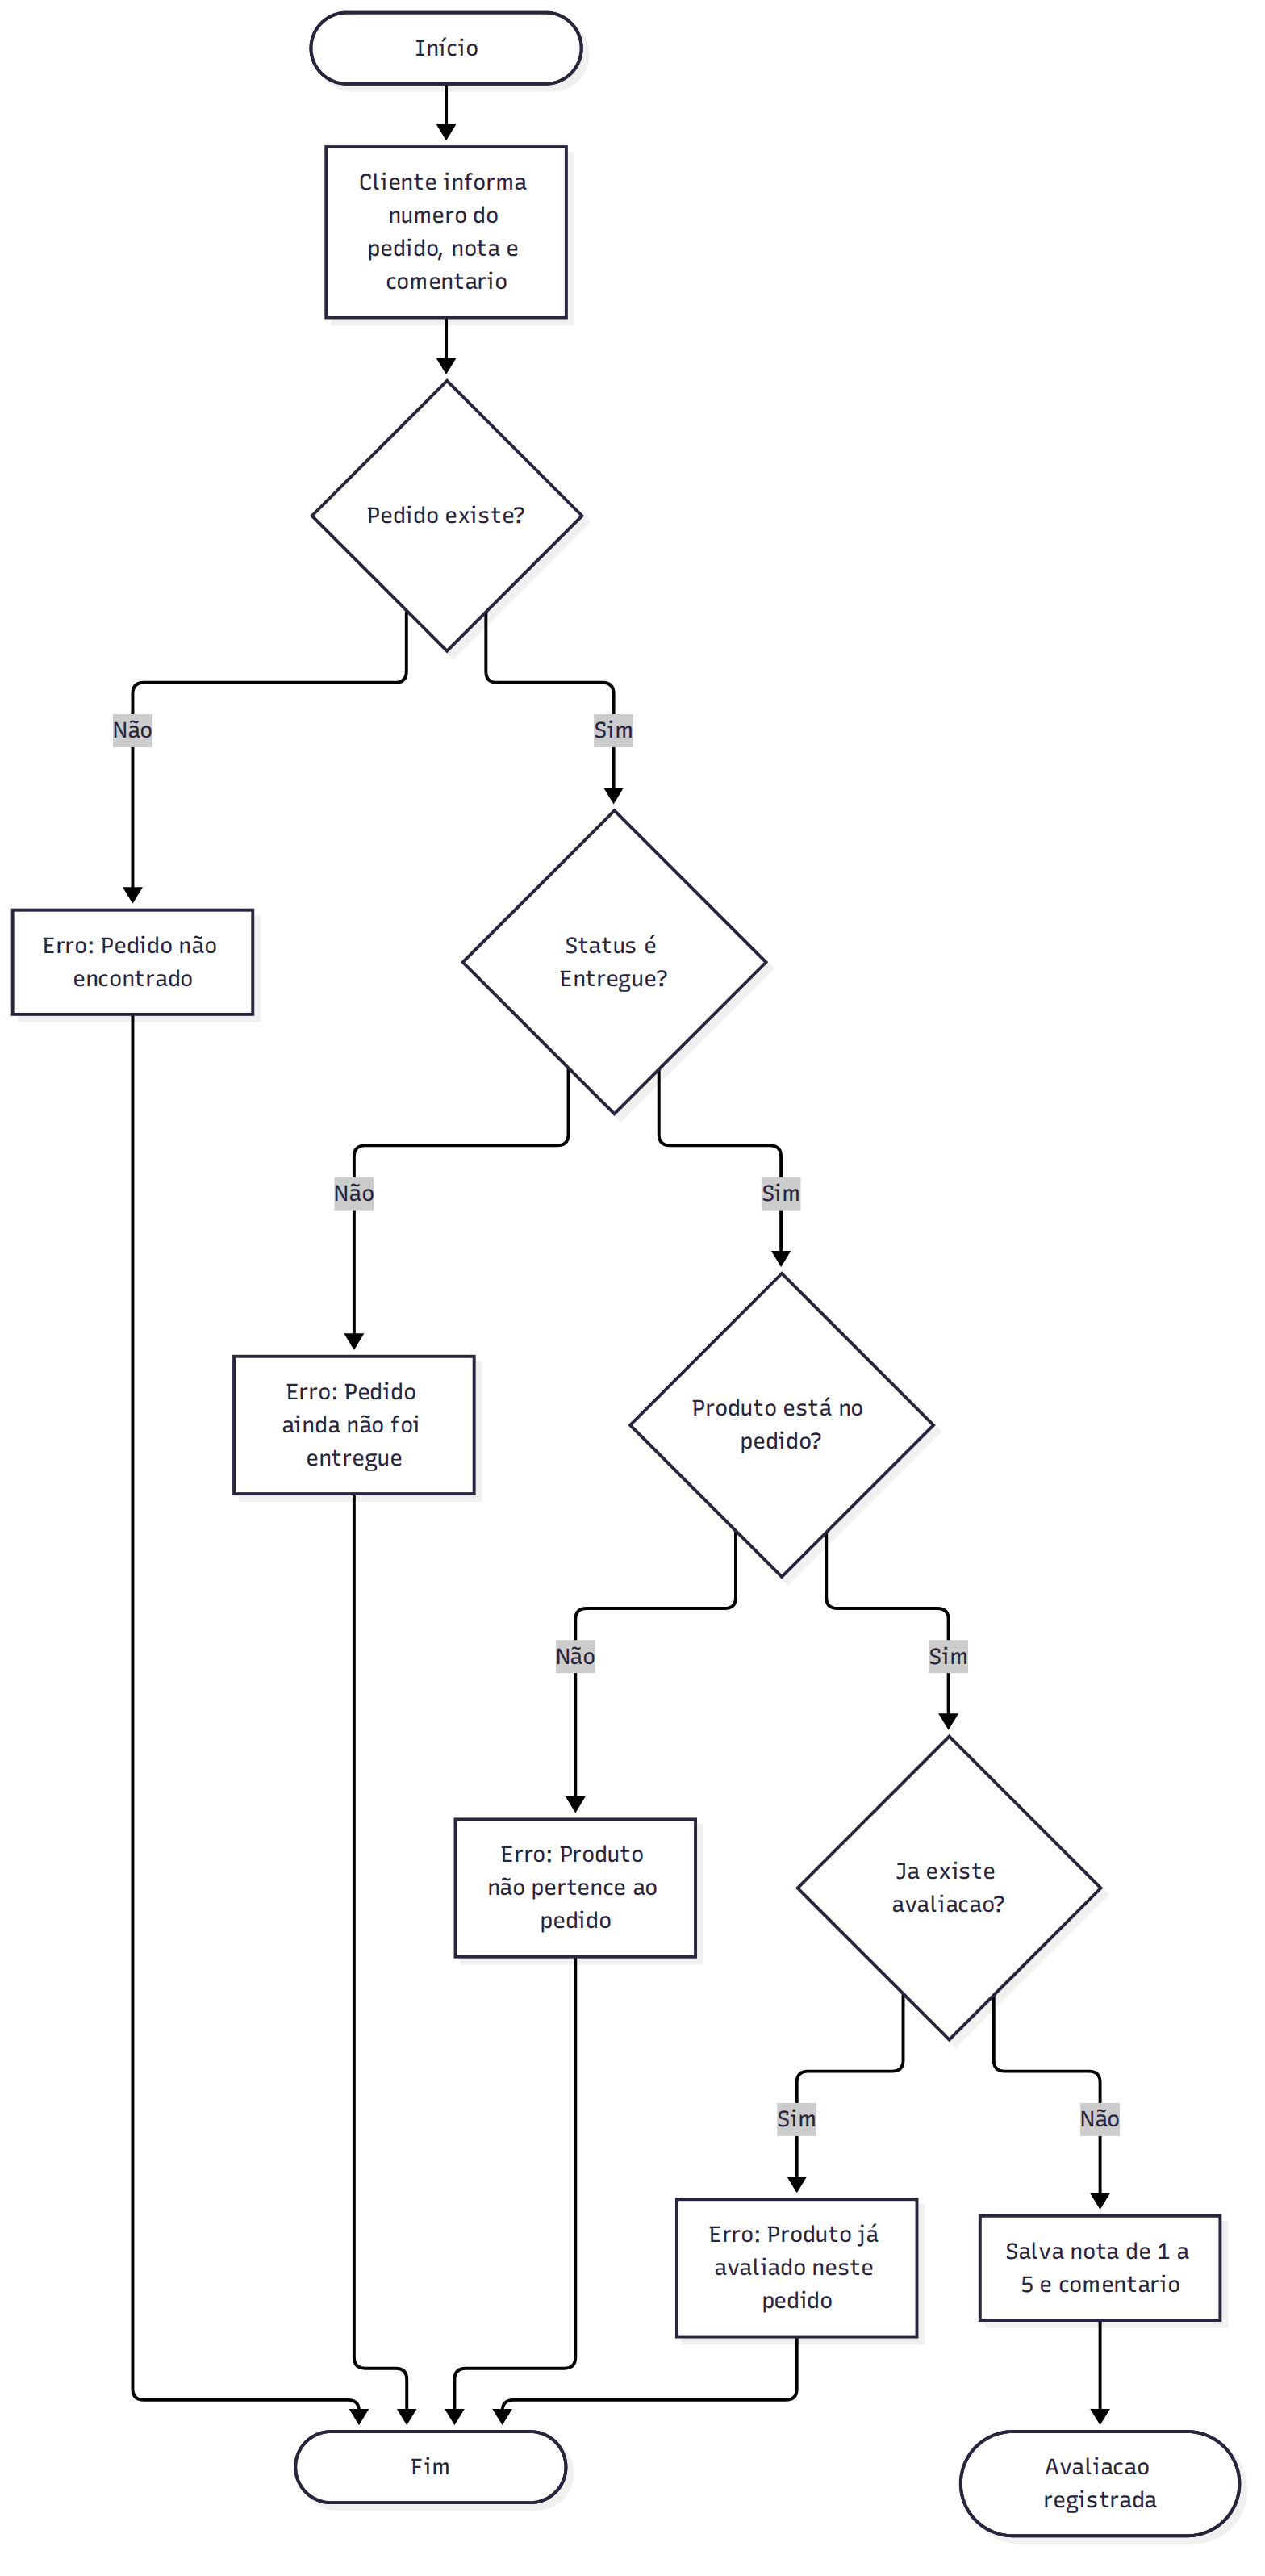 Início
Cliente informa
numero do
pedido, nota e
comentario
Pedido existe?
Não
Sim
Erro: Pedido não
encontrado
Status é
Entregue?
Não
Sim
Erro: Pedido
ainda não foi
entregue
Produto está no
pedido?
Não
Sim
Erro: Produto
não pertence ao
pedido
Ja existe
avaliacao?
Sim
Não
Erro: Produto já
avaliado neste
pedido
Salva nota de 1 a
5 e comentario
Fim
Avaliacao
registrada